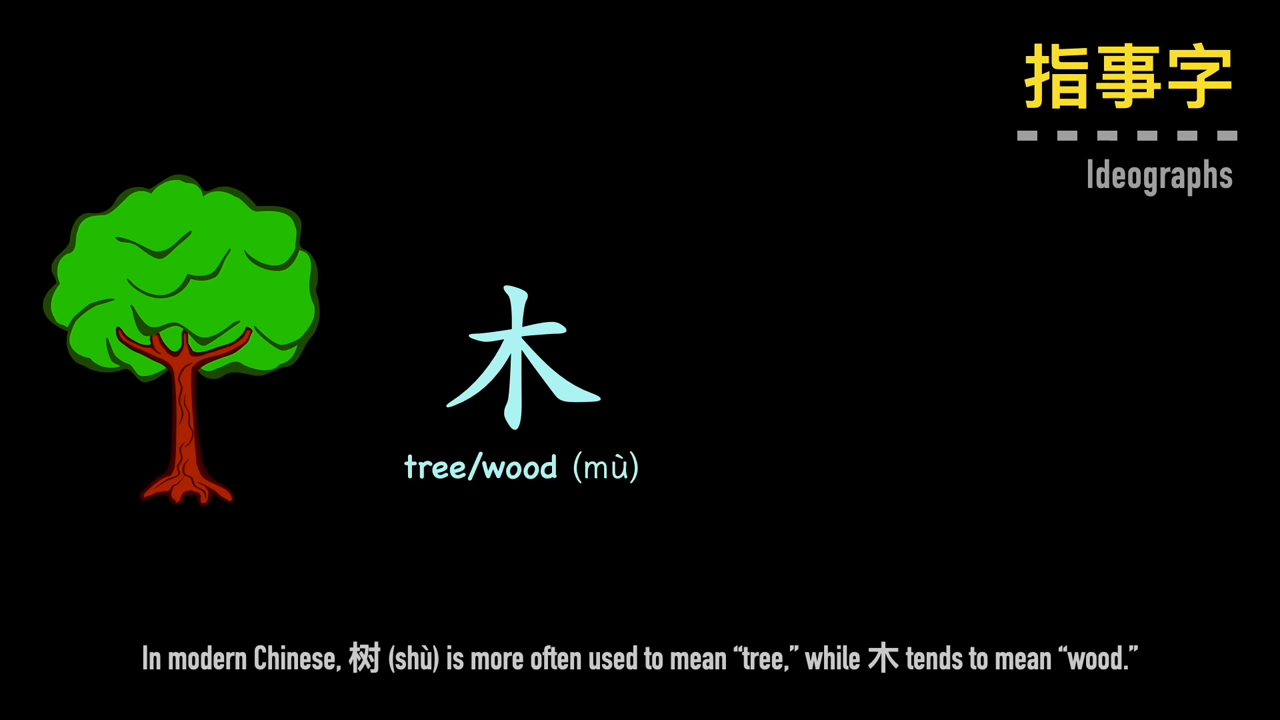 指事字
Ideographs
木
tree/wood (mù)
In modern Chinese, 树 (shù) is more often used to mean “tree,” while 木 tends to mean “wood.”